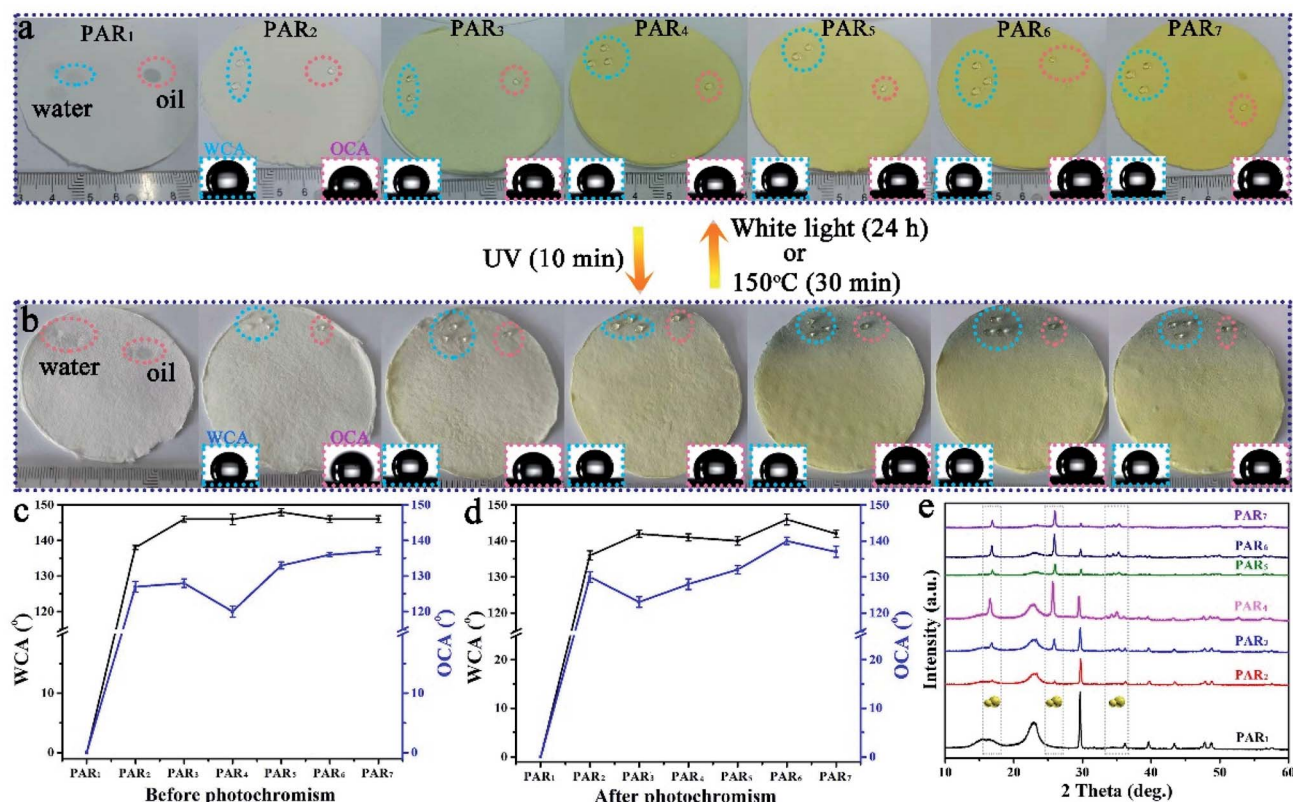 a
PAR₁ PAR₂ PAR₃ PAR₄ PAR₅ PAR₆ PAR₇
water oil
WCA OCA
UV (10 min)
White light (24 h)
or
150°C (30 min)
b
water oil
WCA OCA
c
150
140
130
120
10
0
WCA (°)
150
140
130
120
10
0
OCA (°)
PAR₁ PAR₂ PAR₃ PAR₄ PAR₅ PAR₆ PAR₇
Before photochromism
d
150
140
130
120
20
10
0
WCA (°)
150
140
130
120
20
10
0
OCA (°)
PAR₁ PAR₂ PAR₃ PAR₄ PAR₅ PAR₆ PAR₇
After photochromism
e
Intensity (a.u.)
PAR₇
PAR₆
PAR₅
PAR₄
PAR₃
PAR₂
PAR₁
10 20 30 40 50 60
2 Theta (deg.)